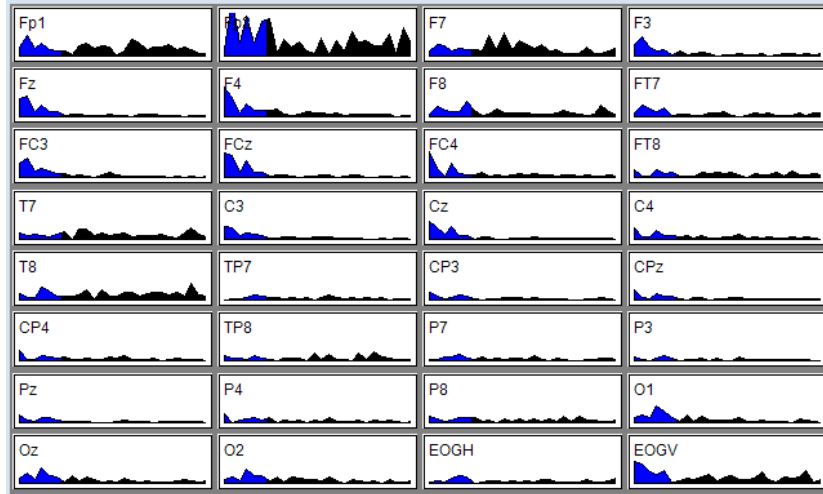 Fp1 F7 F3
Fz F4 F8 FT7
FC3 FCz FC4 FT8
T7 C3 Cz C4
T8 TP7 CP3 CPz
CP4 TP8 P7 P3
Pz P4 P8 O1
Oz O2 EOGH EOGV